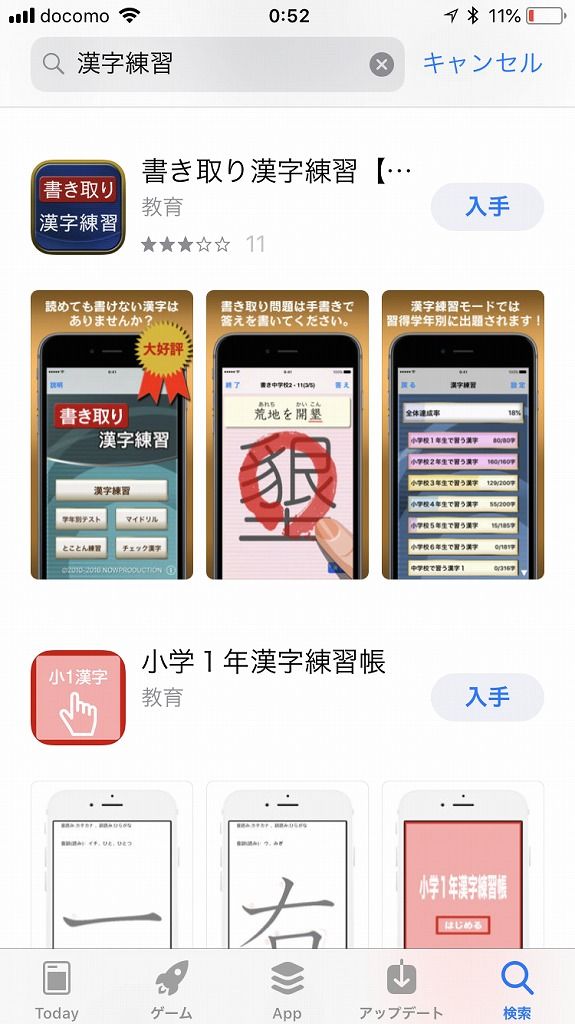 docomo 0:52 11%
漢字練習 キャンセル
書き取り
漢字練習
書き取り漢字練習【…
教育
11
入手
読めても書けない漢字は
ありませんか？
大好評
9:41
説明
書き取り
漢字練習
漢字練習
学年別テスト マイドリル
とことん練習 チェック漢字
©2010-2016 NOWPRODUCTION
書き取り問題は手書きで
答えを書いてください。
9:41
終了 書き中学校2 - 11(3/5) 答え
あれち かいこん
荒地を開墾
墾
漢字練習モードでは
習得学年別に出題されます！
9:41
戻る 漢字練習 設定
全体達成率 18%
小学校１年生で習う漢字 80/80字
小学校２年生で習う漢字 160/160字
小学校３年生で習う漢字 129/200字
小学校４年生で習う漢字 55/200字
小学校５年生で習う漢字 15/185字
小学校６年生で習う漢字 0/181字
中学校で習う漢字１ 0/316字
小1漢字
小学１年漢字練習帳
教育
入手
音読み:カタカナ、訓読み:ひらがな
音訓(読み): イチ、ひと、ひとつ
一
音読み:カタカナ、訓読み:ひらがな
音訓(読み): ウ、みぎ
右
小学１年漢字練習帳
はじめる
Today ゲーム App アップデート 検索